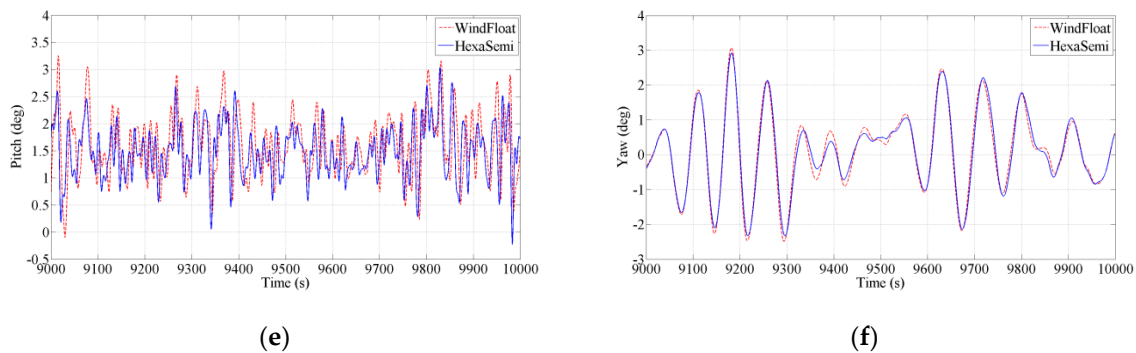 4
3.5
3
2.5
2
1.5
1
0.5
0
-0.5
Pitch (deg)
WindFloat
HexaSemi
9000 9100 9200 9300 9400 9500 9600 9700 9800 9900 10000
Time (s)
(e)
4
3
2
1
0
-1
-2
-3
Yaw (deg)
WindFloat
HexaSemi
9000 9100 9200 9300 9400 9500 9600 9700 9800 9900 10000
Time (s)
(f)